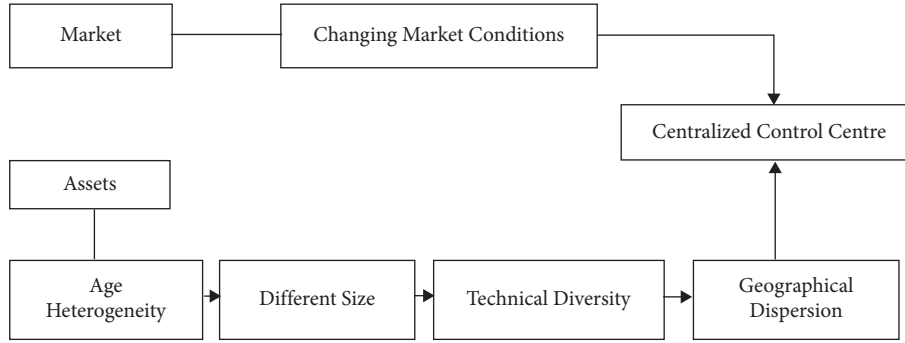 Market
Changing Market Conditions
Centralized Control Centre
Assets
Age
Heterogeneity
Different Size
Technical Diversity
Geographical
Dispersion